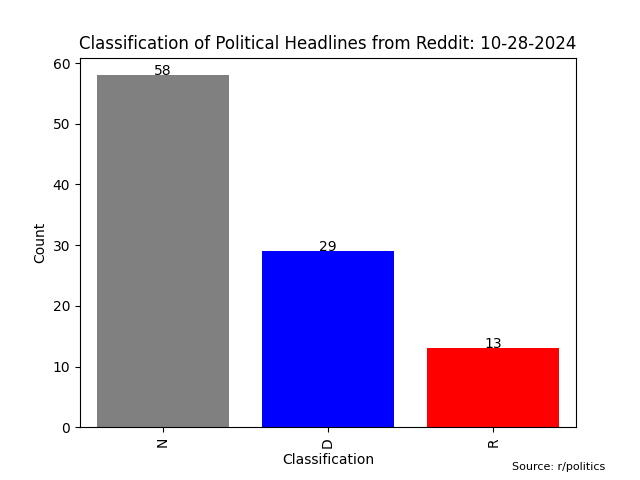 Classification of Political Headlines from Reddit: 10-28-2024
60
50
40
30
20
10
0
Count
58
29
13
N
D
R
Classification
Source: r/politics